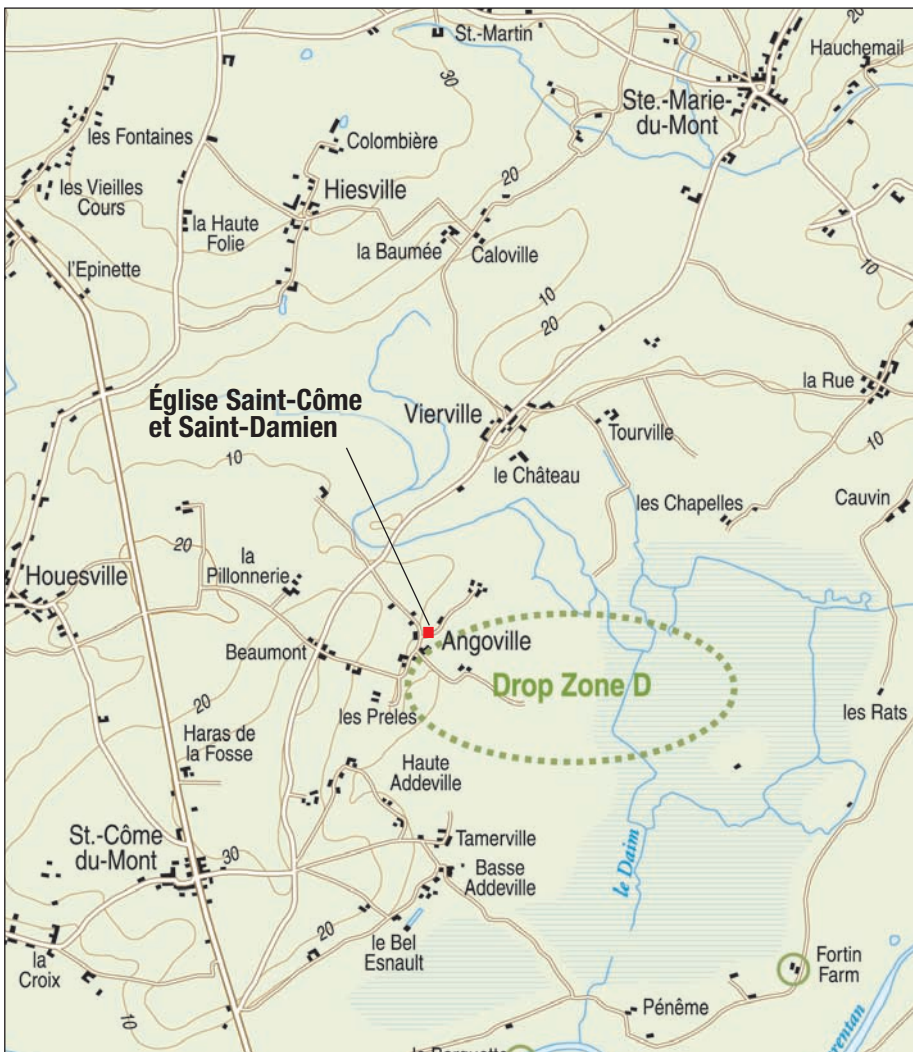 St.-Martin
20
Hauchemail
30
Ste.-Marie-
du-Mont
les Fontaines
Colombière
les Vieilles
Cours
Hiesville
20
la Haute
Folie
la Baumée
Caloville
l'Epinette
10
10
20
Église Saint-Côme
et Saint-Damien
la Rue
Vierville
Tourville
10
10
le Château
les Chapelles
Cauvin
20
la
Pillonnerie
Houesville
Beaumont
Angoville
Drop Zone D
les Preles
20
les Rats
Haras de
la Fosse
Haute
Addeville
St.-Côme
du-Mont
30
Tamerville
Basse
Addeville
le Daim
20
le Bel
Esnault
la
Croix
10
Fortin
Farm
Pénême